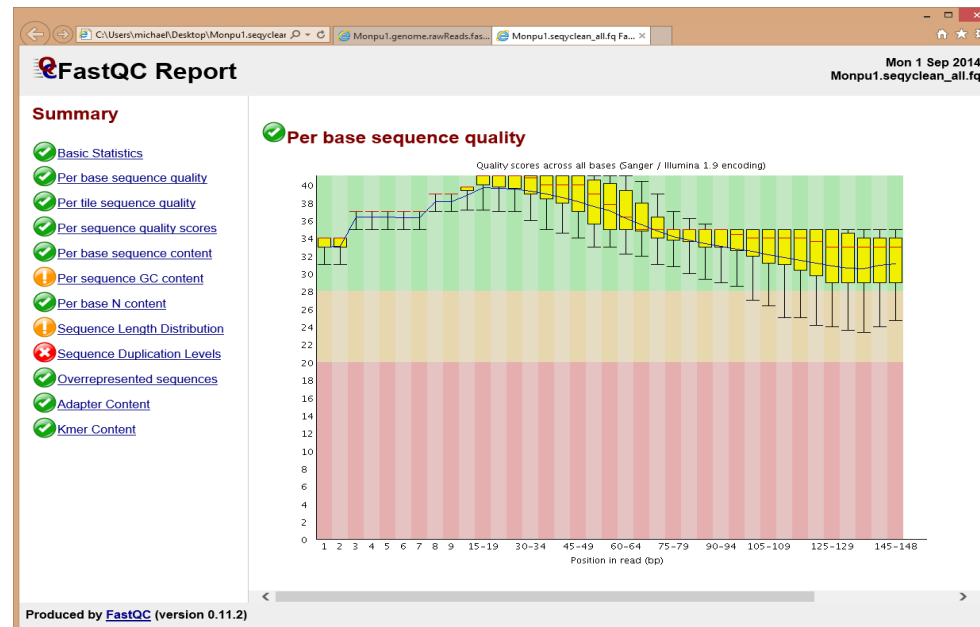 C:\Users\michael\Desktop\Monpu1.seqyclear
Monpu1.genome.rawReads.fas...
Monpu1.seqyclean_all.fq Fa...
FastQC Report
Mon 1 Sep 2014
Monpu1.seqyclean_all.fq
Summary
Basic Statistics
Per base sequence quality
Per tile sequence quality
Per sequence quality scores
Per base sequence content
Per sequence GC content
Per base N content
Sequence Length Distribution
Sequence Duplication Levels
Overrepresented sequences
Adapter Content
Kmer Content
Per base sequence quality
Quality scores across all bases (Sanger / Illumina 1.9 encoding)
40
38
36
34
32
30
28
26
24
22
20
18
16
14
12
10
8
6
4
2
0
1 2 3 4 5 6 7 8 9 15-19 30-34 45-49 60-64 75-79 90-94 105-109 125-129 145-148
Position in read (bp)
Produced by FastQC (version 0.11.2)